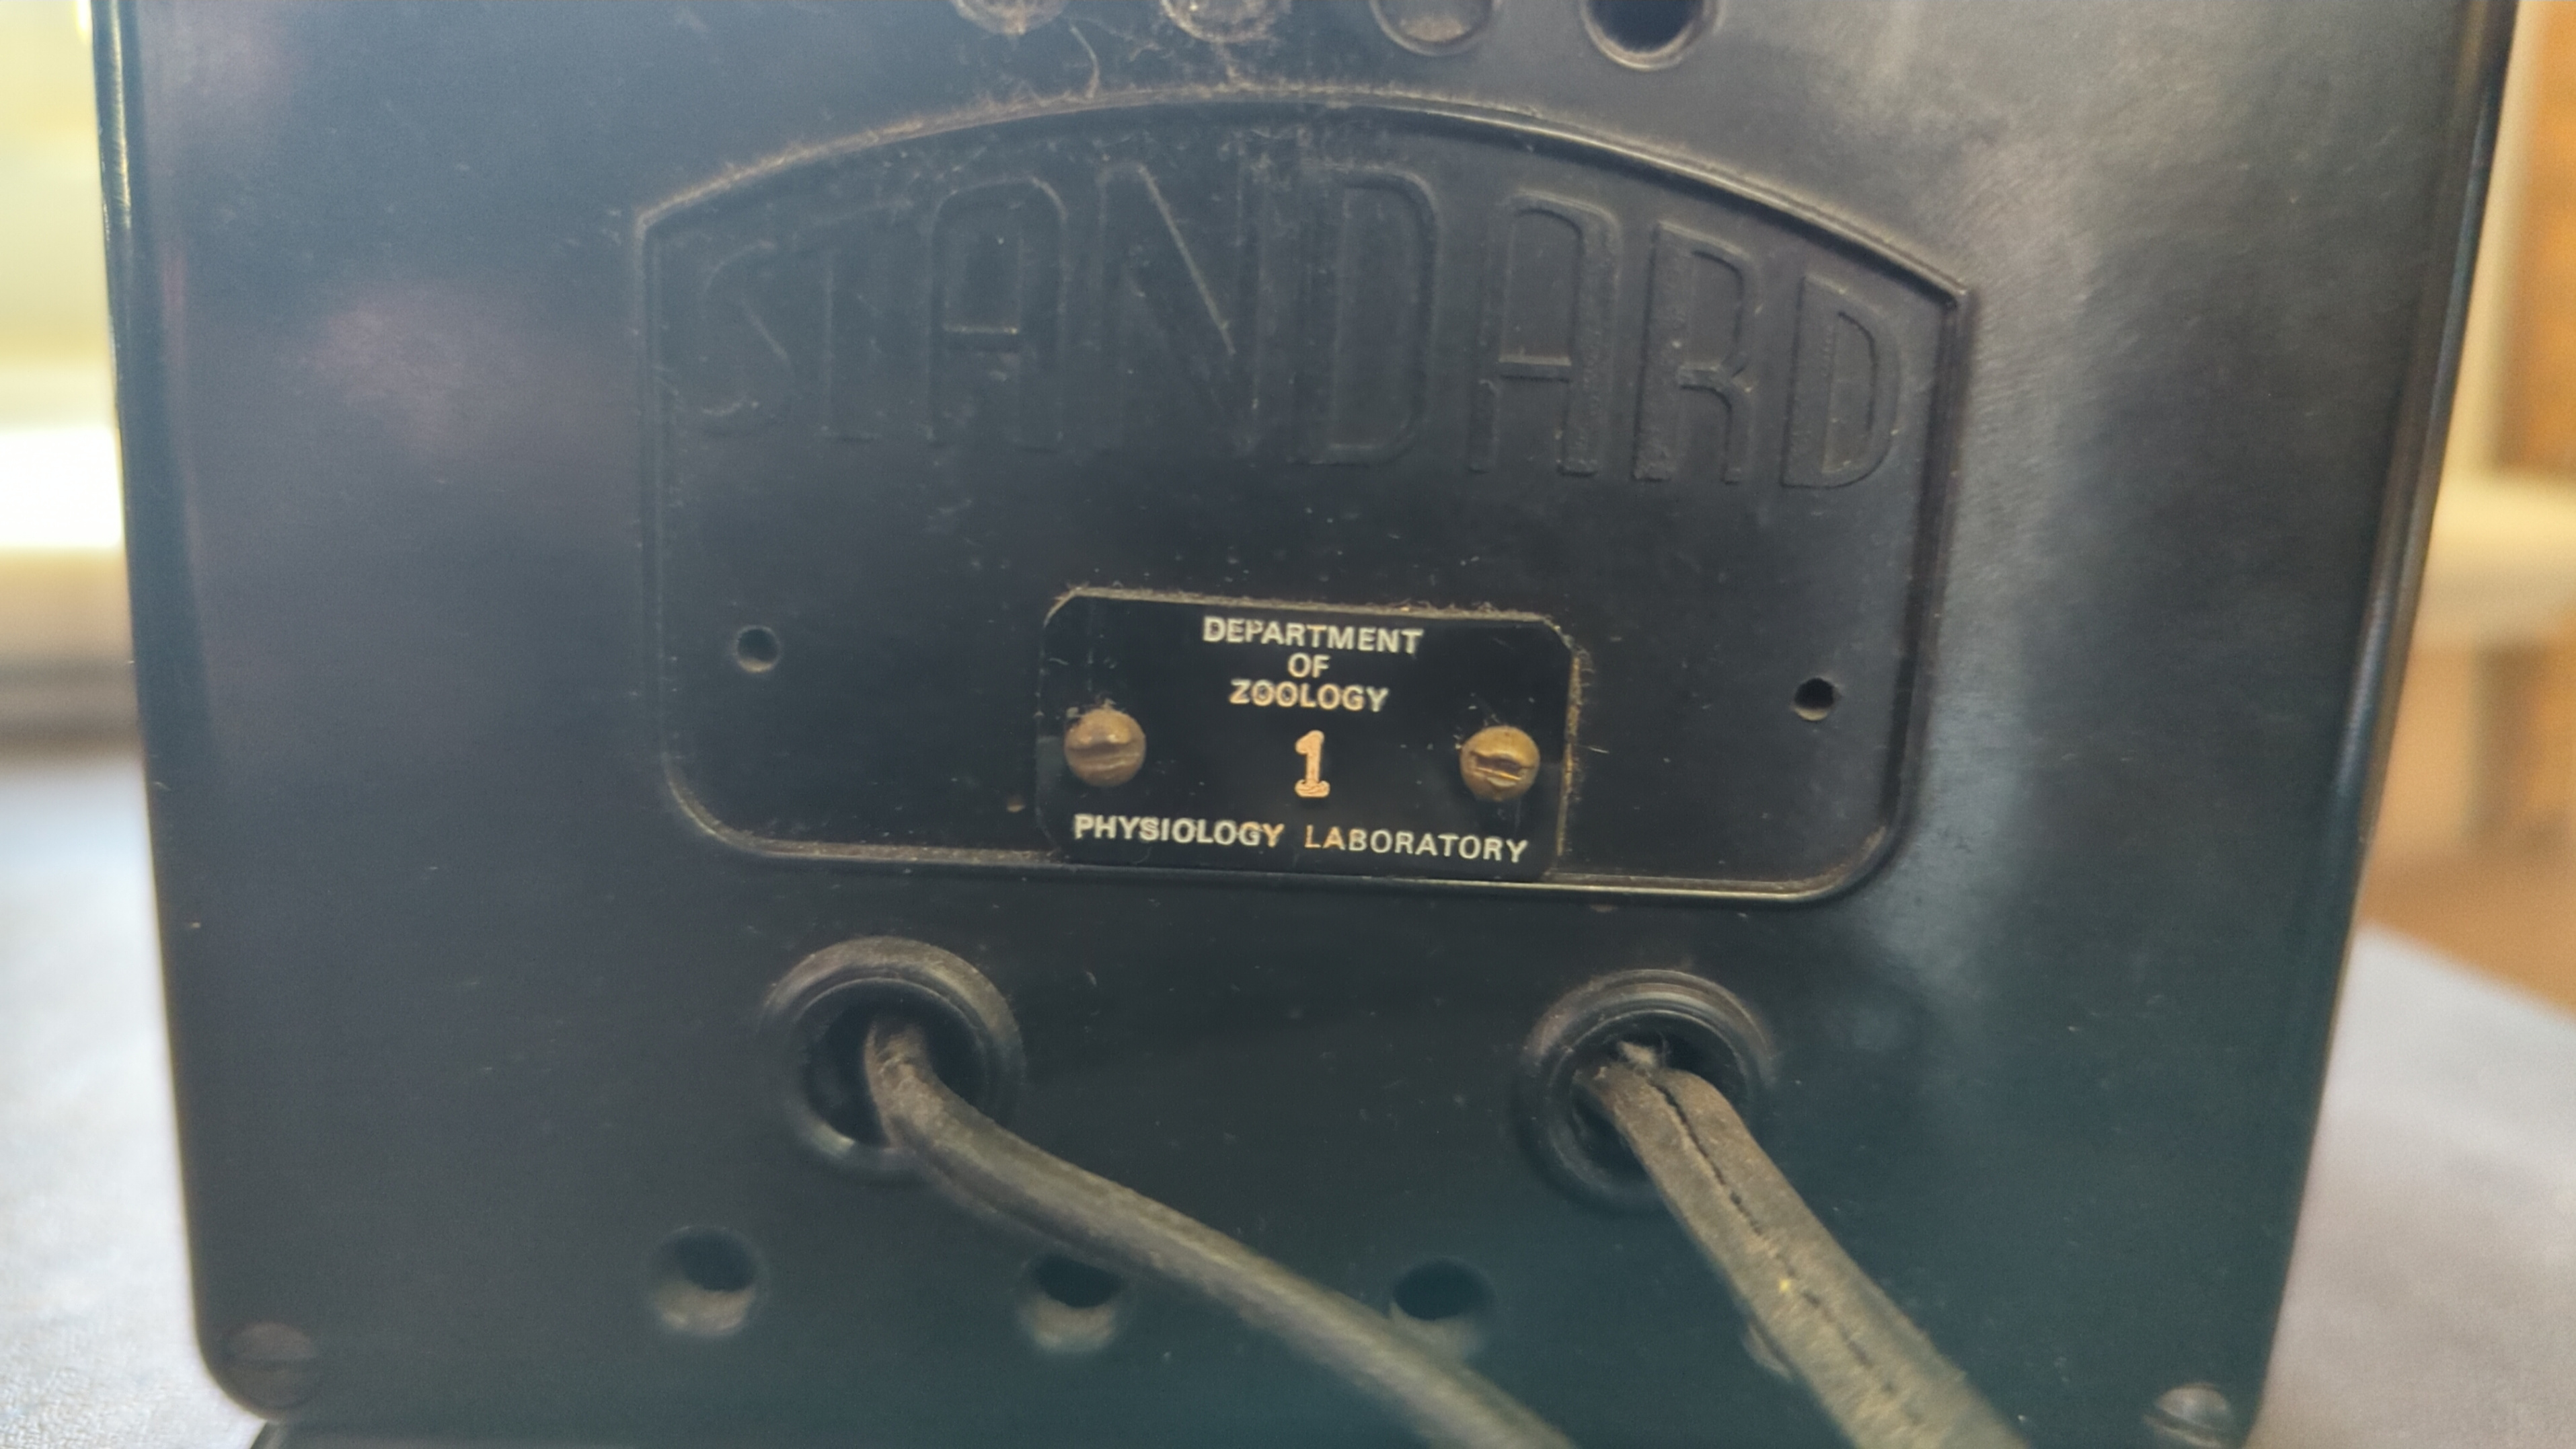 STANDARD
DEPARTMENT
OF
ZOOLOGY
1
PHYSIOLOGY LABORATORY